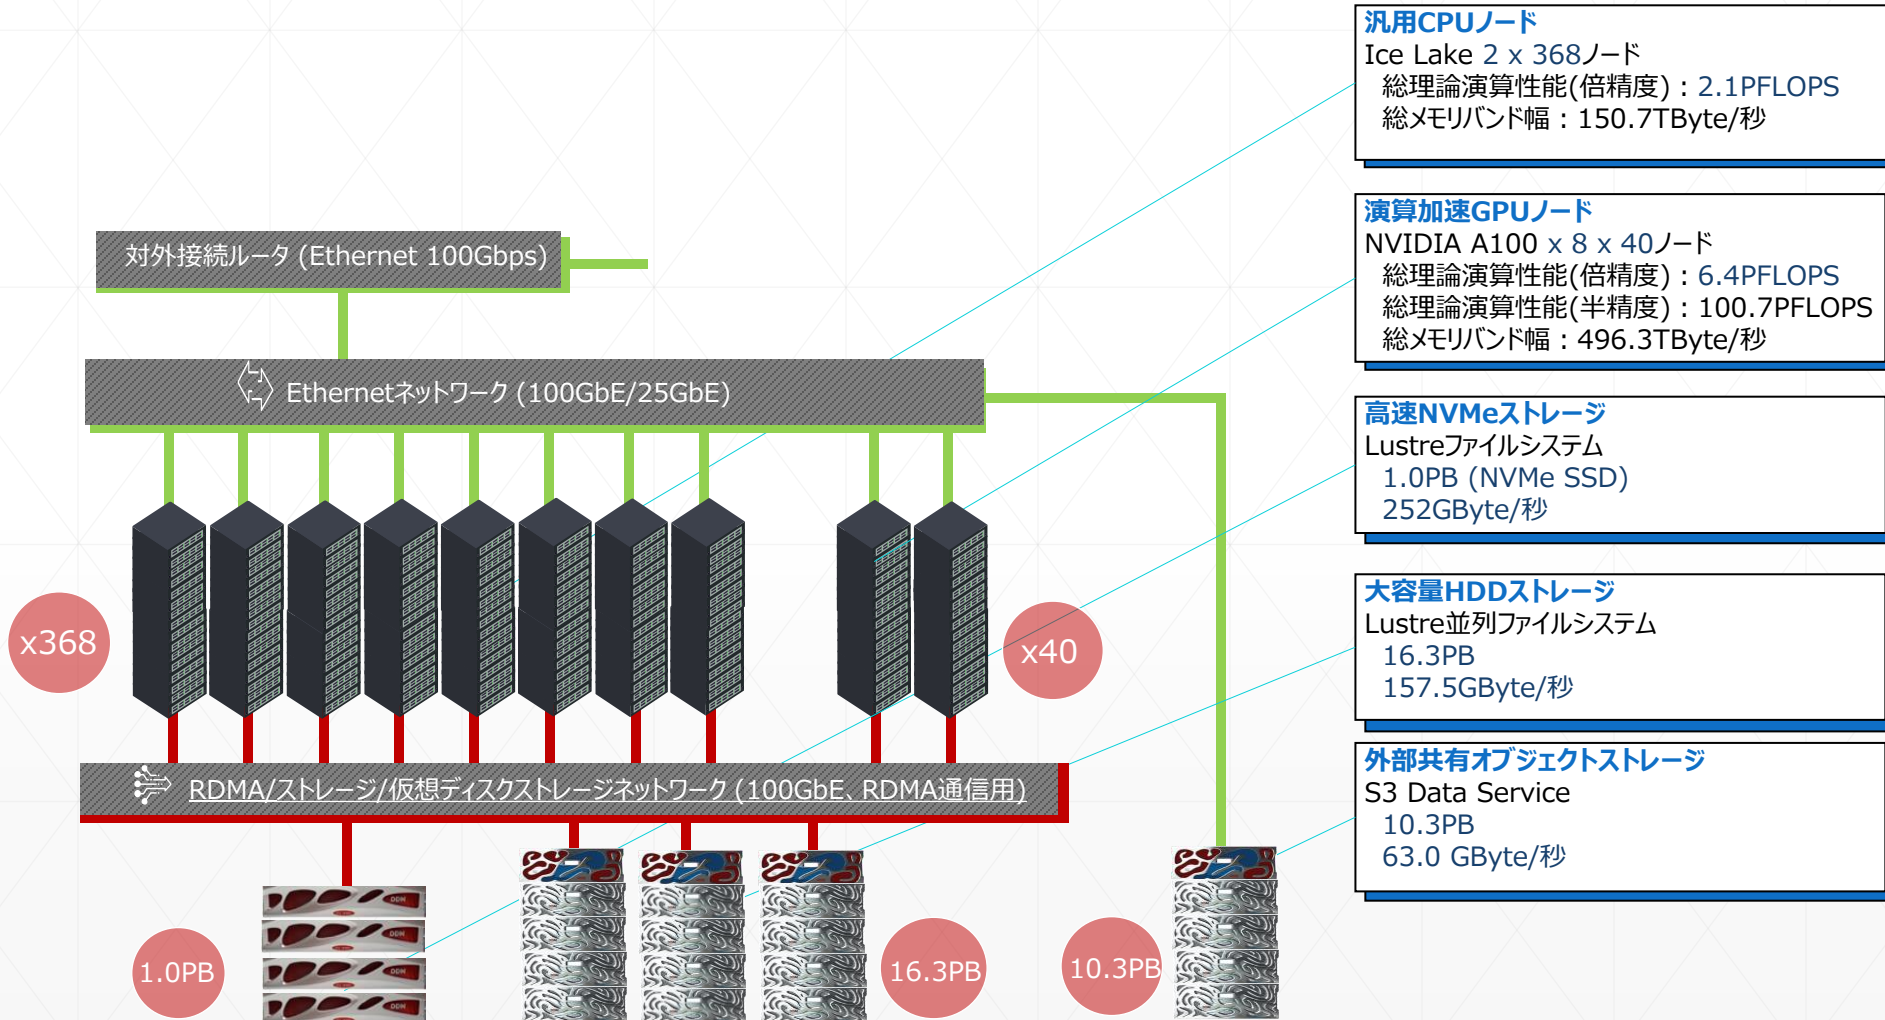 汎用CPUノード
Ice Lake 2 x 368ノード
総理論演算性能(倍精度)：2.1PFLOPS
総メモリバンド幅：150.7TByte/秒
演算加速GPUノード
NVIDIA A100 x 8 x 40ノード
総理論演算性能(倍精度)：6.4PFLOPS
総理論演算性能(半精度)：100.7PFLOPS
総メモリバンド幅：496.3TByte/秒
対外接続ルータ (Ethernet 100Gbps)
Ethernetネットワーク (100GbE/25GbE)
高速NVMeストレージ
Lustreファイルシステム
1.0PB (NVMe SSD)
252GByte/秒
x368
x40
大容量HDDストレージ
Lustre並列ファイルシステム
16.3PB
157.5GByte/秒
RDMA/ストレージ/仮想ディスクストレージネットワーク (100GbE、RDMA通信用)
外部共有オブジェクトストレージ
S3 Data Service
10.3PB
63.0 GByte/秒
1.0PB
16.3PB
10.3PB